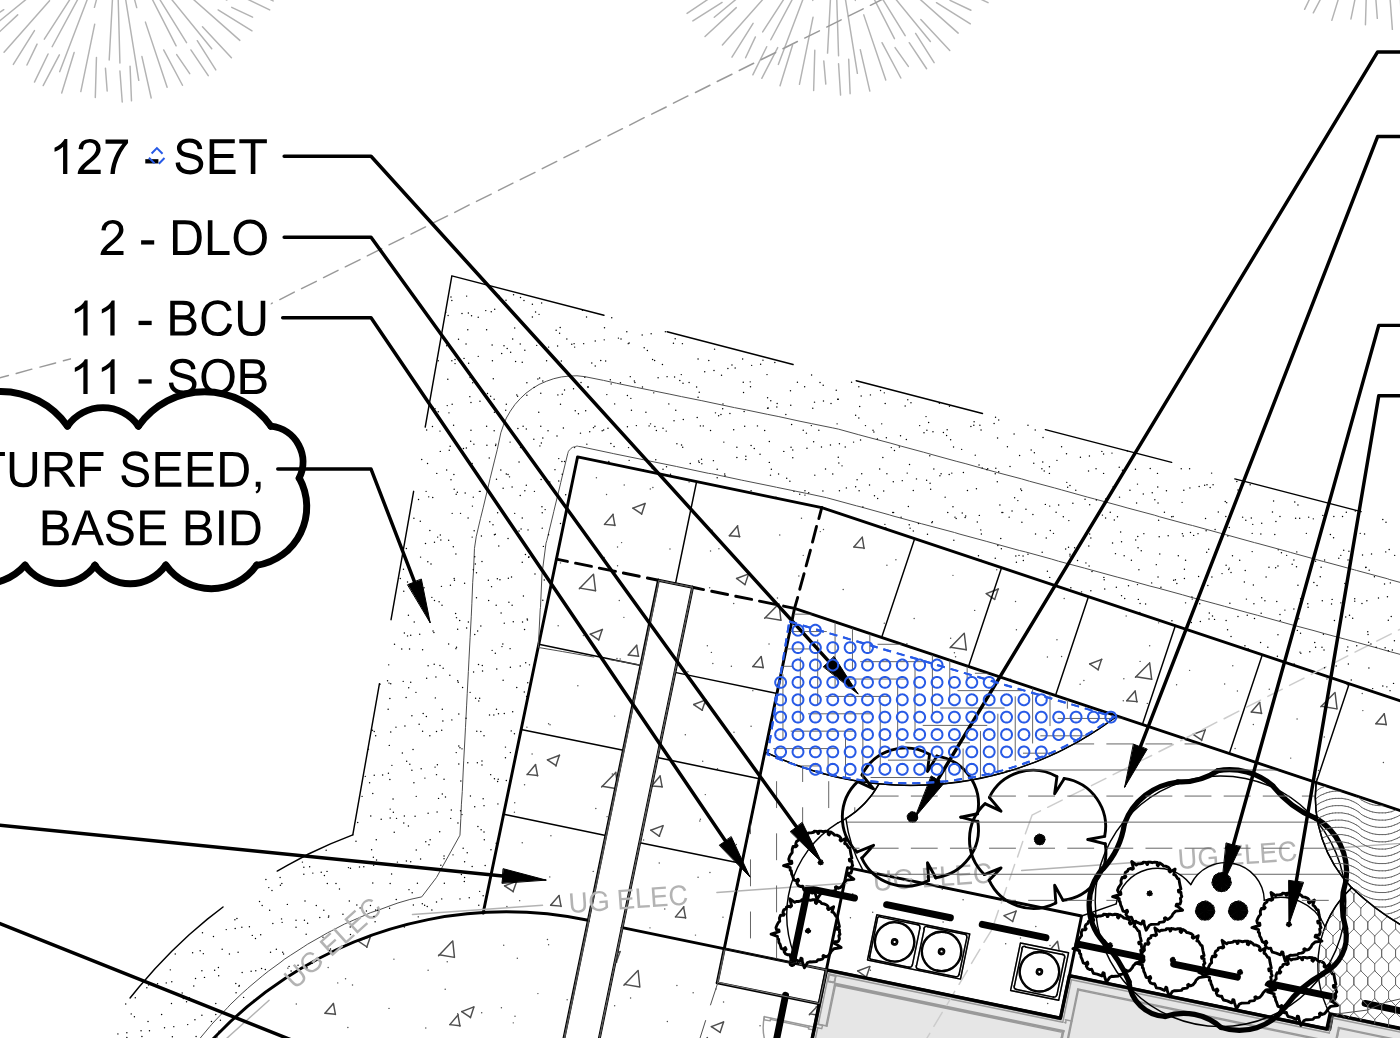 127 - SET
2 - DLO
11 - BCU
11 - SOB
TURF SEED,
BASE BID
UG ELEC
UG ELEC
UG ELEC
UG ELEC